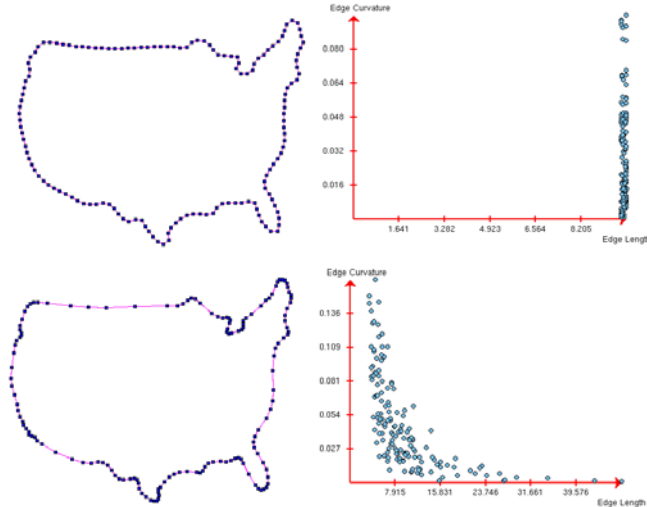 Edge Curvature
0.080
0.064
0.048
0.032
0.016
1.641 3.282 4.923 6.564 8.205
Edge Length
Edge Curvature
0.136
0.109
0.081
0.054
0.027
7.915 15.831 23.746 31.661 39.576
Edge Length